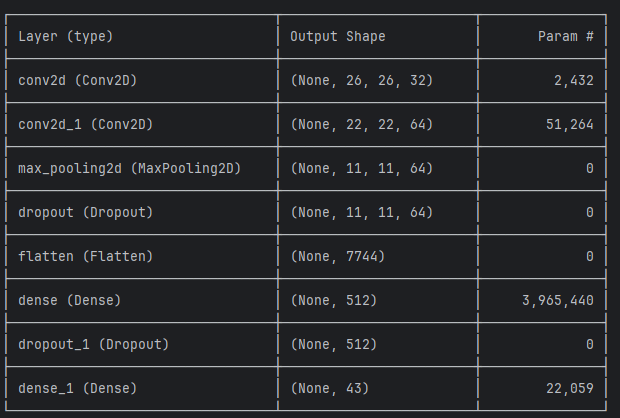 Layer (type) Output Shape Param #
conv2d (Conv2D) (None, 26, 26, 32) 2,432
conv2d_1 (Conv2D) (None, 22, 22, 64) 51,264
max_pooling2d (MaxPooling2D) (None, 11, 11, 64) 0
dropout (Dropout) (None, 11, 11, 64) 0
flatten (Flatten) (None, 7744) 0
dense (Dense) (None, 512) 3,965,440
dropout_1 (Dropout) (None, 512) 0
dense_1 (Dense) (None, 43) 22,059